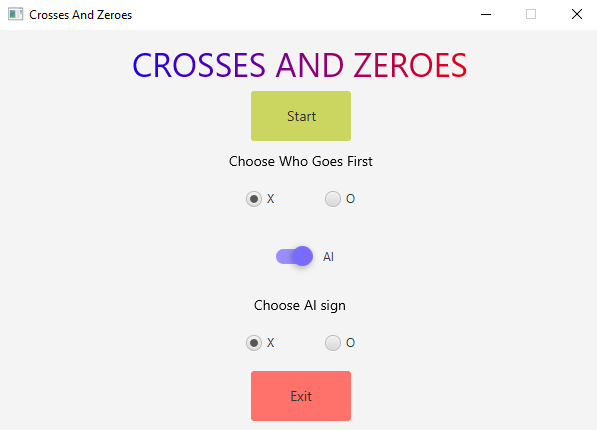 Crosses And Zeroes
CROSSES AND ZEROES
Start
Choose Who Goes First
X O
AI
Choose AI sign
X O
Exit